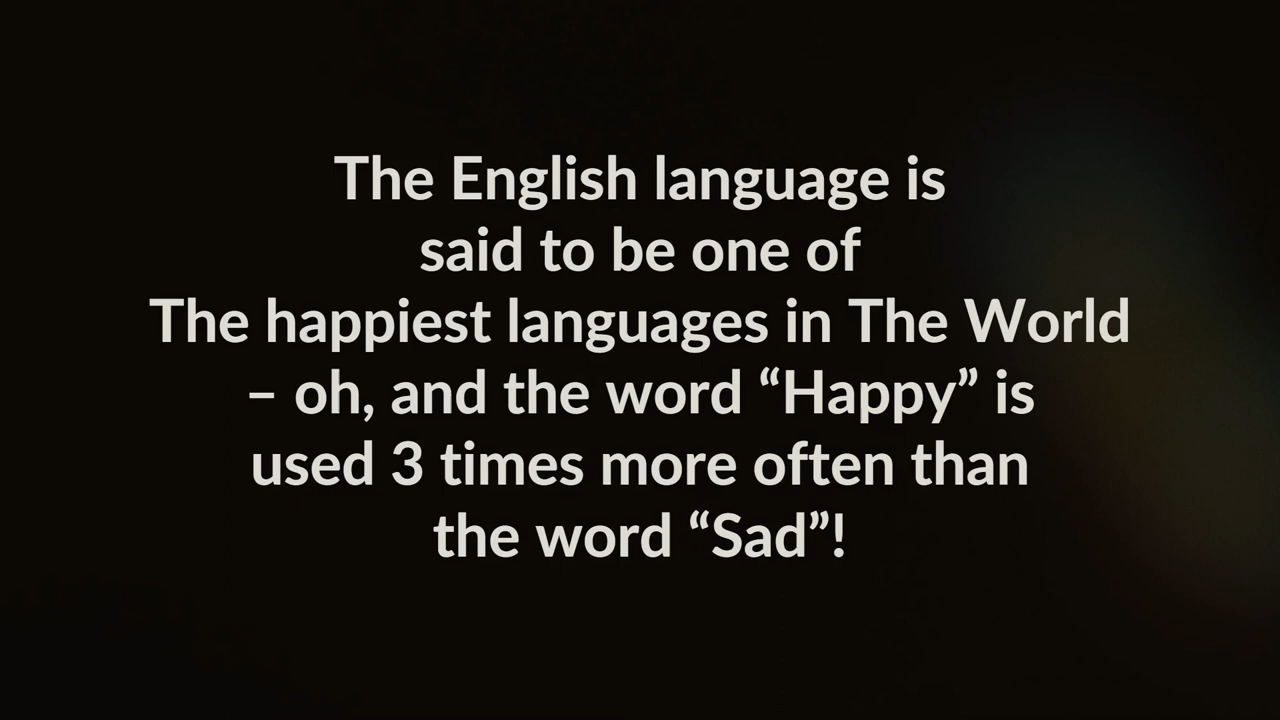 The English language is
said to be one of
The happiest languages in The World
– oh, and the word “Happy” is
used 3 times more often than
the word “Sad”!